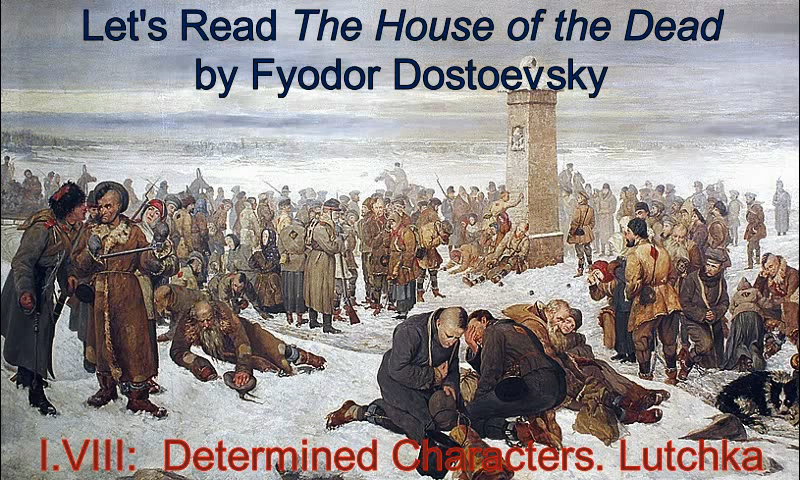 Let's Read The House of the Dead
by Fyodor Dostoevsky
I.VIII: Determined Characters. Lutchka